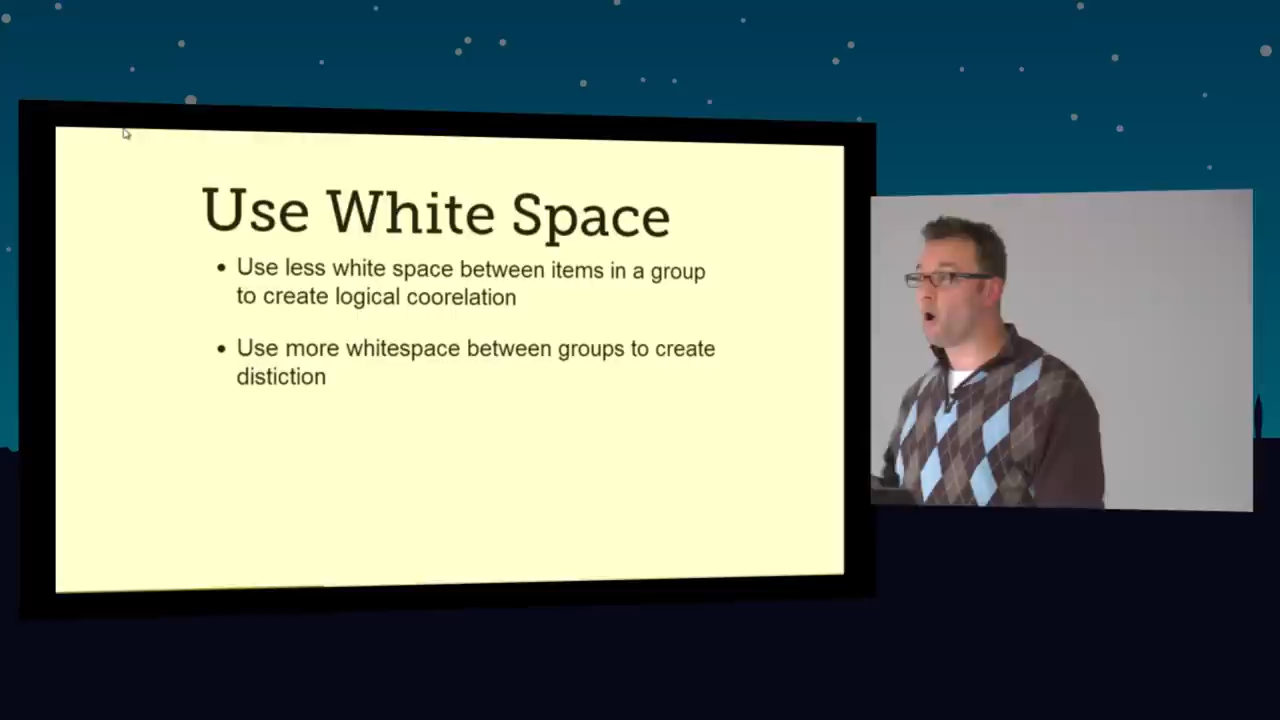 Use White Space
Use less white space between items in a group
to create logical coorelation
Use more whitespace between groups to create
distiction